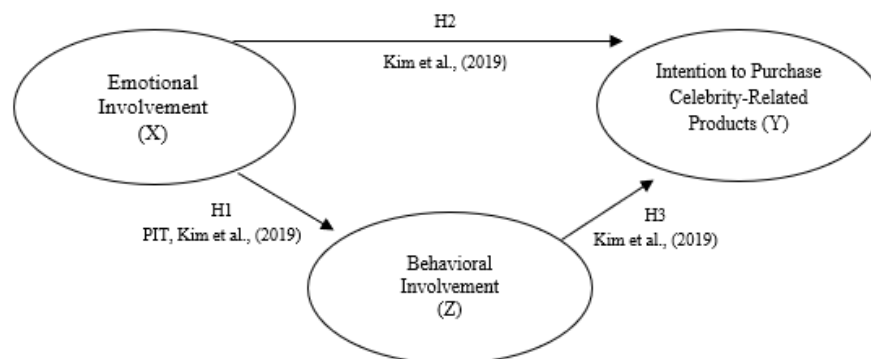 H2
Kim et al., (2019)
Emotional
Involvement
(X)
Intention to Purchase
Celebrity-Related
Products (Y)
H1
PIT, Kim et al., (2019)
H3
Kim et al., (2019)
Behavioral
Involvement
(Z)